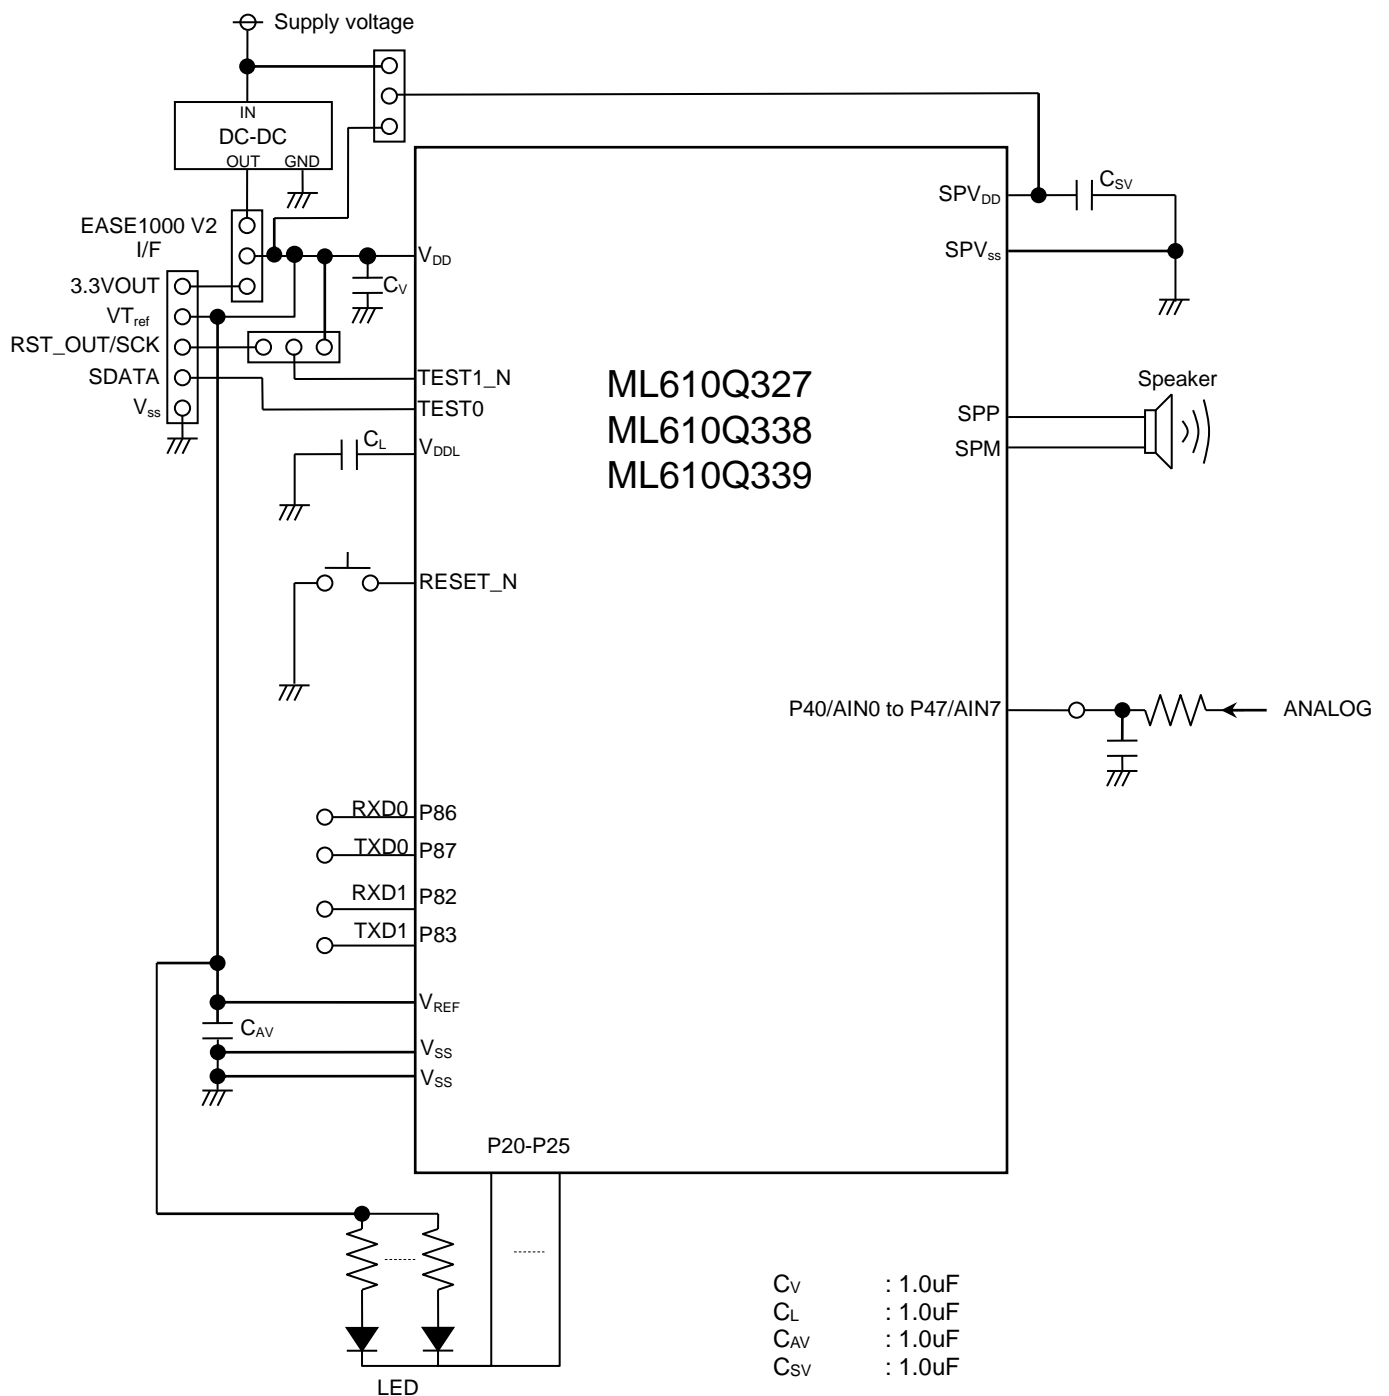 Supply voltage
IN
DC-DC
OUT GND
EASE1000 V2
I/F
3.3VOUT
VTref
RST_OUT/SCK
SDATA
Vss
VDD
CV
TEST1_N
TEST0
CL
VDDL
RESET_N
ML610Q327
ML610Q338
ML610Q339
SPVDD
CSV
SPVss
Speaker
SPP
SPM
P40/AIN0 to P47/AIN7
ANALOG
RXD0 P86
TXD0 P87
RXD1 P82
TXD1 P83
VREF
CAV
VSS
VSS
P20-P25
LED
CV : 1.0uF
CL : 1.0uF
CAV : 1.0uF
CSV : 1.0uF